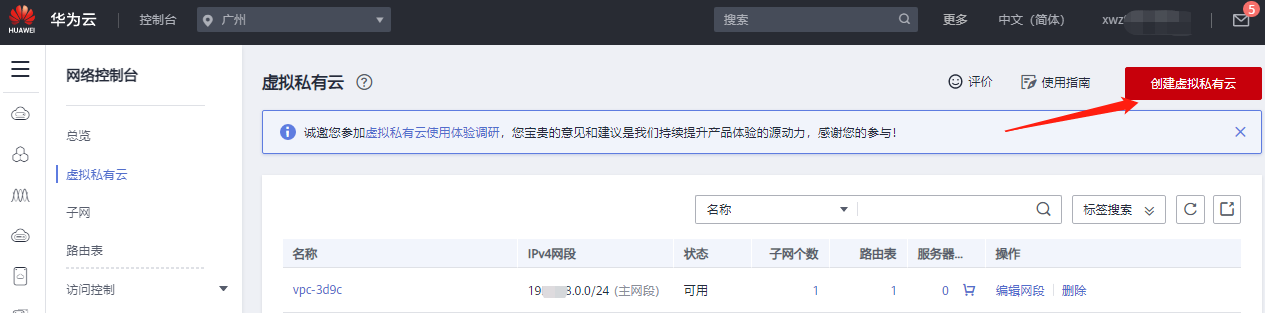 HUAWEI 华为云 控制台 广州 搜索 更多 中文（简体） xwz 5
网络控制台
总览
虚拟私有云
子网
路由表
访问控制
虚拟私有云 评价 使用指南 创建虚拟私有云
诚邀您参加虚拟私有云使用体验调研，您宝贵的意见和建议是我们持续提升产品体验的源动力，感谢您的参与！
名称 标签搜索
名称 IPv4网段 状态 子网个数 路由表 服务器... 操作
vpc-3d9c 19 3.0.0/24 (主网段) 可用 1 1 0 编辑网段 删除